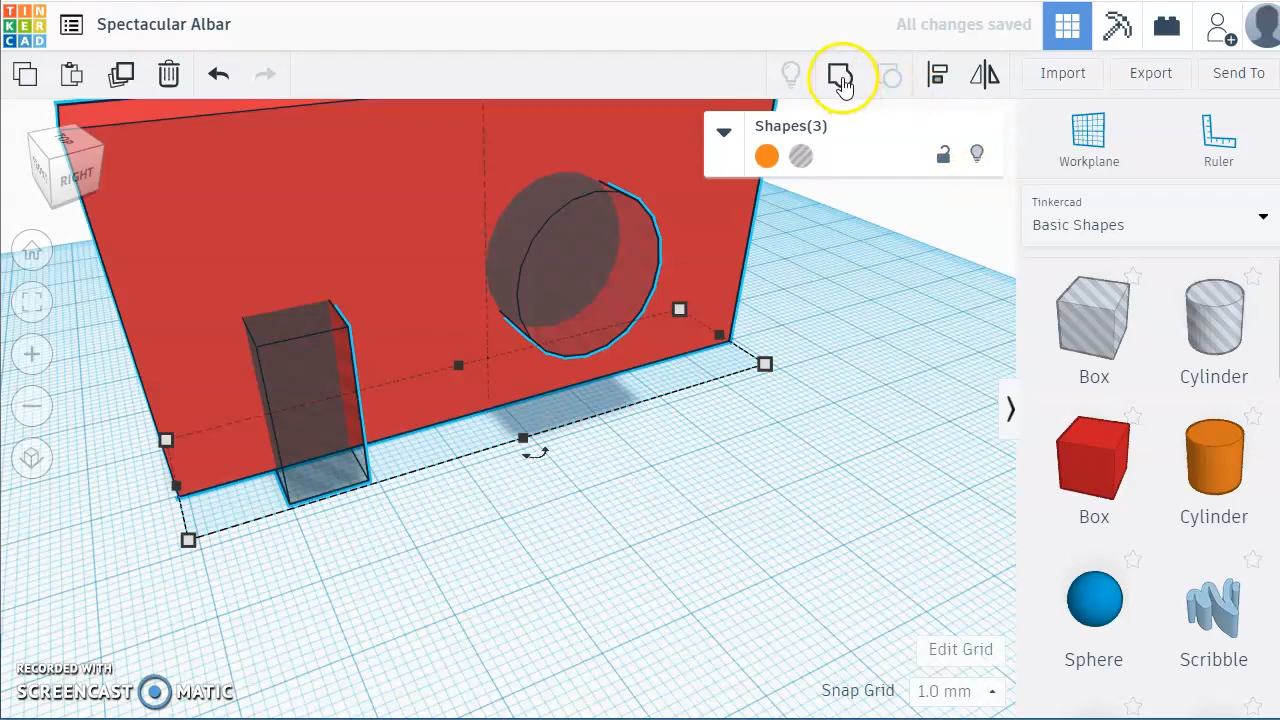 TIN
KER
CAD
Spectacular Albar
All changes saved
Import
Export
Send To
Shapes(3)
TOP
RIGHT
Workplane
Ruler
Tinkercad
Basic Shapes
Box
Cylinder
Box
Cylinder
Sphere
Scribble
Edit Grid
Snap Grid
1.0 mm
RECORDED WITH
SCREENCAST MATIC